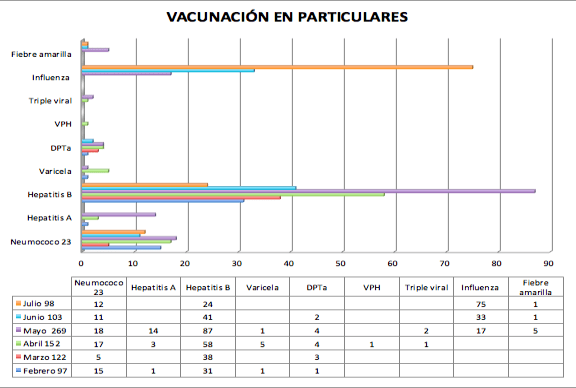 VACUNACIÓN EN PARTICULARES
Fiebre amarilla
Influenza
Triple viral
VPH
DPTa
Varicela
Hepatitis B
Hepatitis A
Neumococo 23
0 10 20 30 40 50 60 70 80 90
Neumococo 23 Hepatitis A Hepatitis B Varicela DPTa VPH Triple viral Influenza Fiebre amarilla
Julio 98 12 24 75 1
Junio 103 11 41 2 33 1
Mayo 269 18 14 87 1 4 2 17 5
Abril 152 17 3 58 5 4 1 1
Marzo 122 5 38 3
Febrero 97 15 1 31 1 1